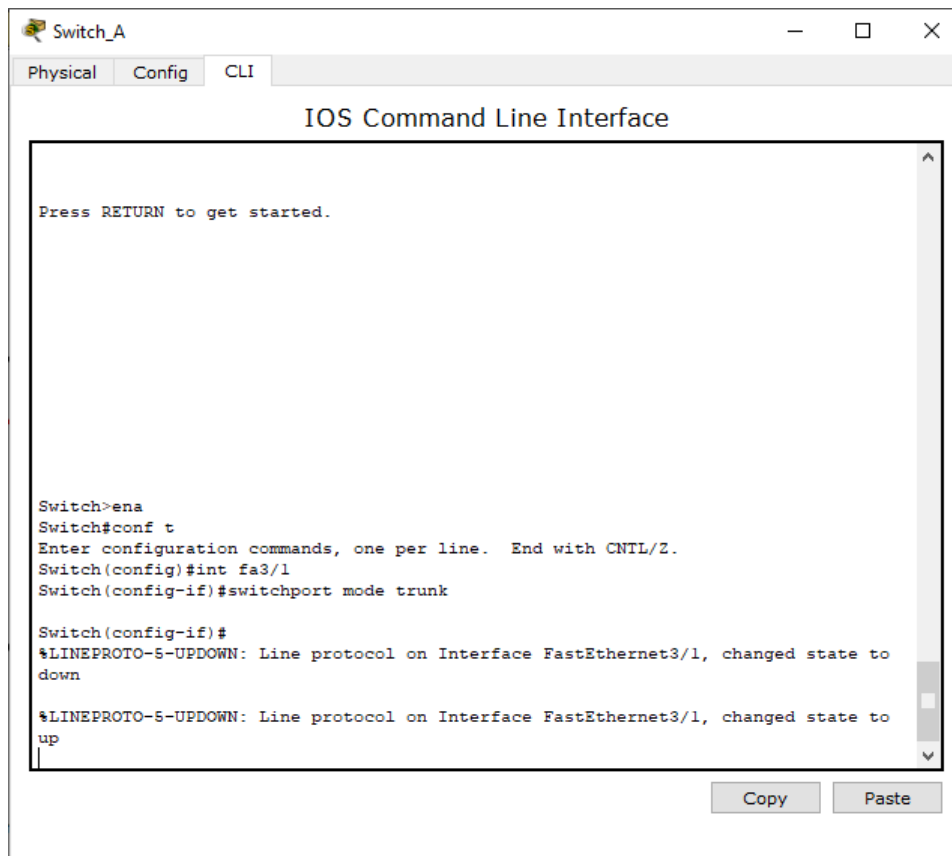 Switch_A
Physical Config CLI
IOS Command Line Interface
Press RETURN to get started.
Switch>ena
Switch#conf t
Enter configuration commands, one per line.  End with CNTL/Z.
Switch(config)#int fa3/1
Switch(config-if)#switchport mode trunk
Switch(config-if)#
%LINEPROTO-5-UPDOWN: Line protocol on Interface FastEthernet3/1, changed state to
down
%LINEPROTO-5-UPDOWN: Line protocol on Interface FastEthernet3/1, changed state to
up
Copy Paste